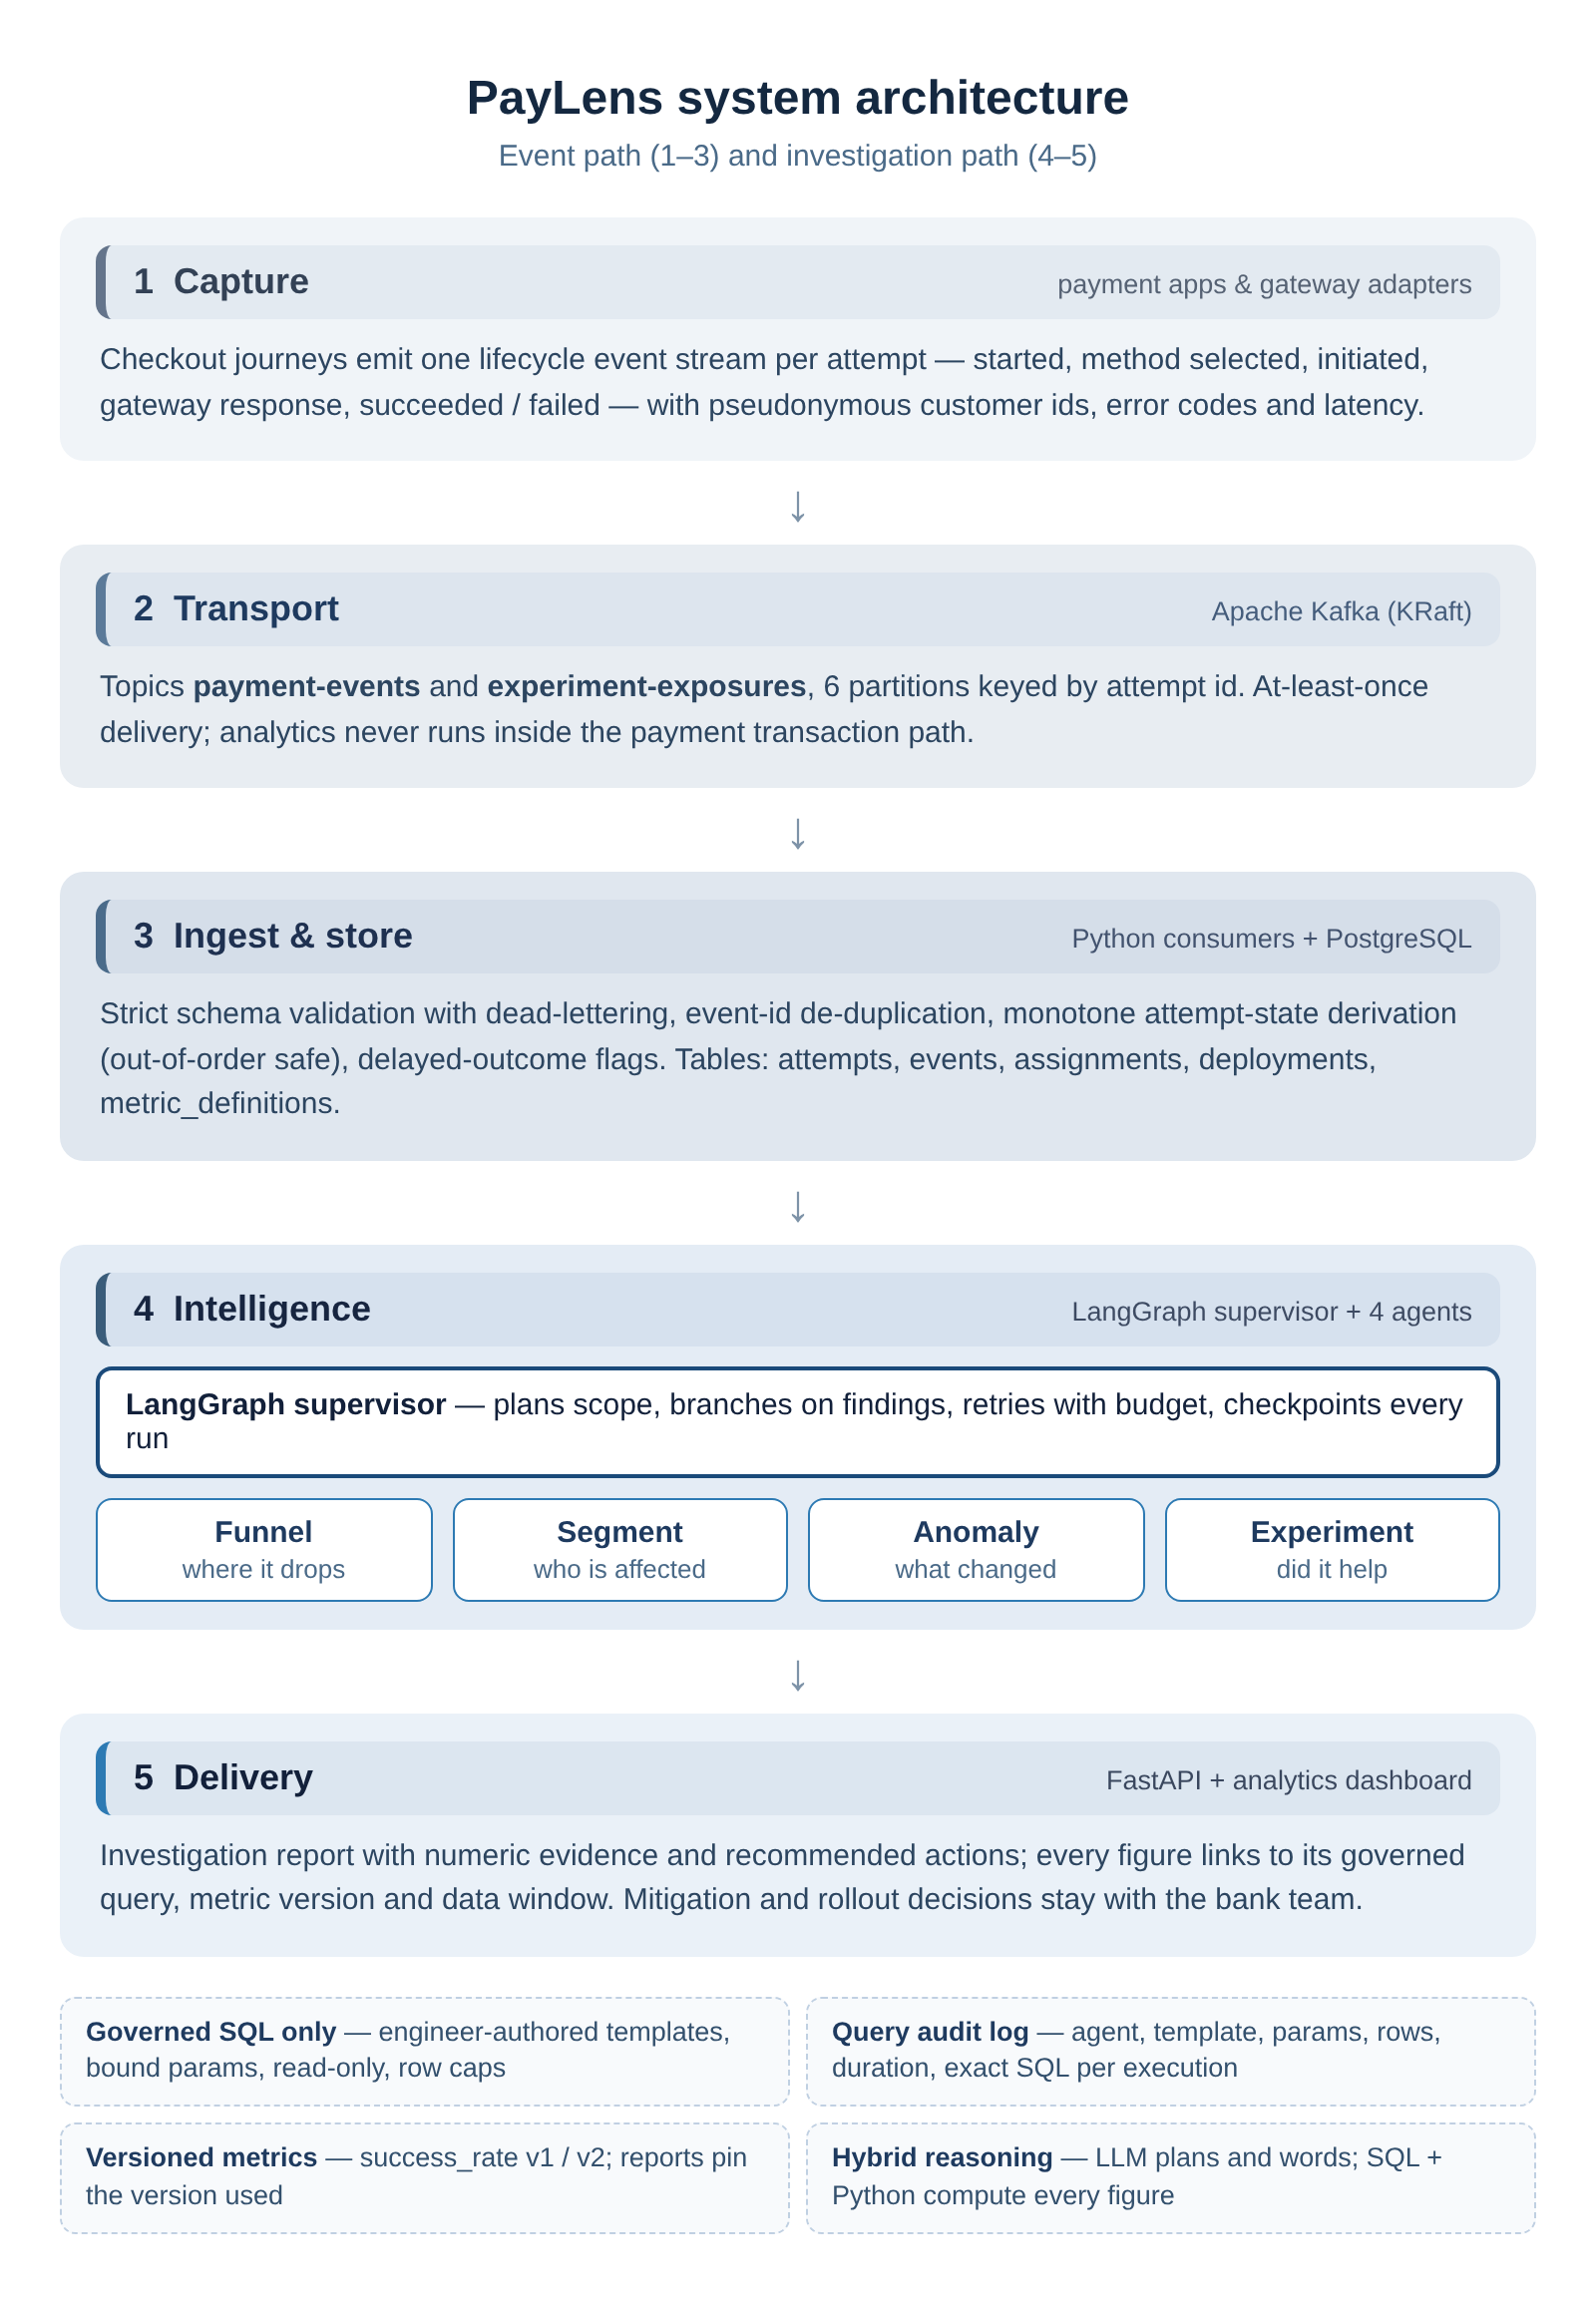 PayLens system architecture
Event path (1–3) and investigation path (4–5)
1 Capture
payment apps & gateway adapters
Checkout journeys emit one lifecycle event stream per attempt — started, method selected, initiated,
gateway response, succeeded / failed — with pseudonymous customer ids, error codes and latency.
↓
2 Transport
Apache Kafka (KRaft)
Topics payment-events and experiment-exposures, 6 partitions keyed by attempt id. At-least-once
delivery; analytics never runs inside the payment transaction path.
↓
3 Ingest & store
Python consumers + PostgreSQL
Strict schema validation with dead-lettering, event-id de-duplication, monotone attempt-state derivation
(out-of-order safe), delayed-outcome flags. Tables: attempts, events, assignments, deployments,
metric_definitions.
↓
4 Intelligence
LangGraph supervisor + 4 agents
LangGraph supervisor — plans scope, branches on findings, retries with budget, checkpoints every
run
Funnel
where it drops
Segment
who is affected
Anomaly
what changed
Experiment
did it help
↓
5 Delivery
FastAPI + analytics dashboard
Investigation report with numeric evidence and recommended actions; every figure links to its governed
query, metric version and data window. Mitigation and rollout decisions stay with the bank team.
Governed SQL only — engineer-authored templates,
bound params, read-only, row caps
Query audit log — agent, template, params, rows,
duration, exact SQL per execution
Versioned metrics — success_rate v1 / v2; reports pin
the version used
Hybrid reasoning — LLM plans and words; SQL +
Python compute every figure